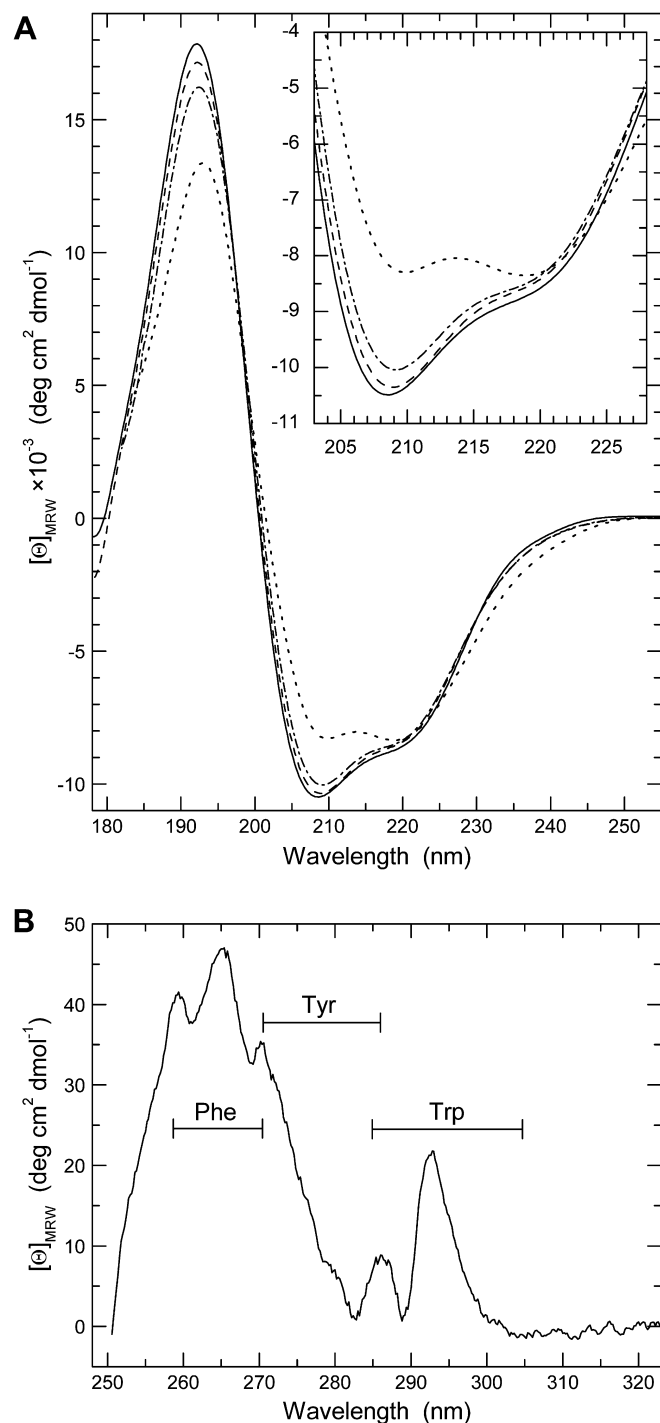 A
[Θ]MRW ×10-3 (deg cm2 dmol-1)
15
10
5
0
-5
-10
180 190 200 210 220 230 240 250
Wavelength (nm)
-4
-5
-6
-7
-8
-9
-10
-11
205 210 215 220 225
B
[Θ]MRW (deg cm2 dmol-1)
50
40
30
20
10
0
Tyr
Phe
Trp
250 260 270 280 290 300 310 320
Wavelength (nm)